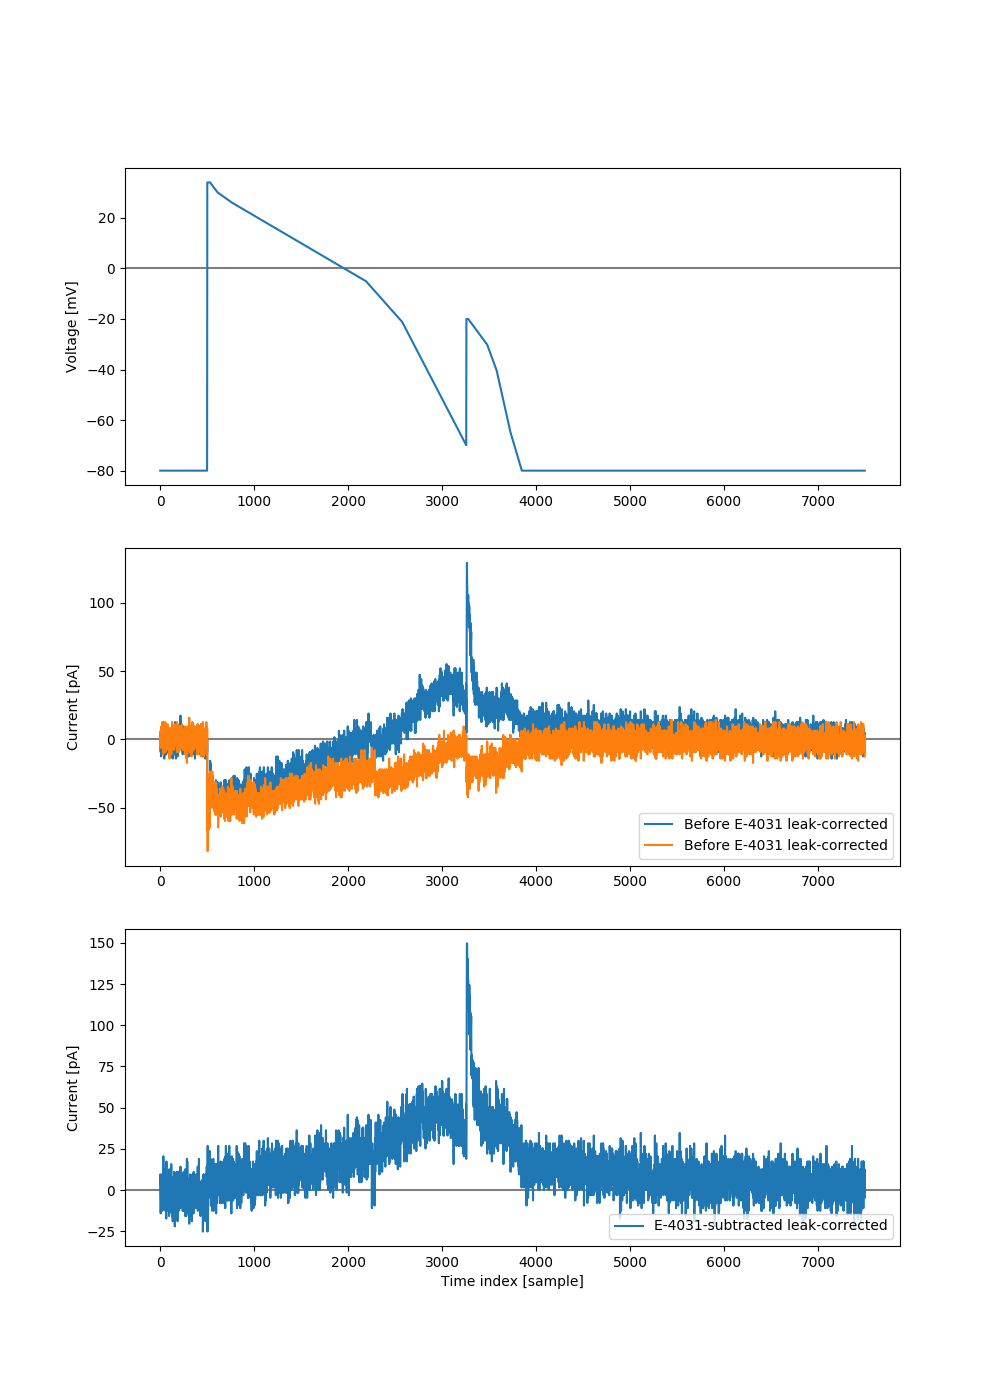 Voltage [mV]
20
0
−20
−40
−60
−80
0 1000 2000 3000 4000 5000 6000 7000
Current [pA]
100
50
0
−50
Before E-4031 leak-corrected
Before E-4031 leak-corrected
0 1000 2000 3000 4000 5000 6000 7000
Current [pA]
150
125
100
75
50
25
0
−25
E-4031-subtracted leak-corrected
0 1000 2000 3000 4000 5000 6000 7000
Time index [sample]